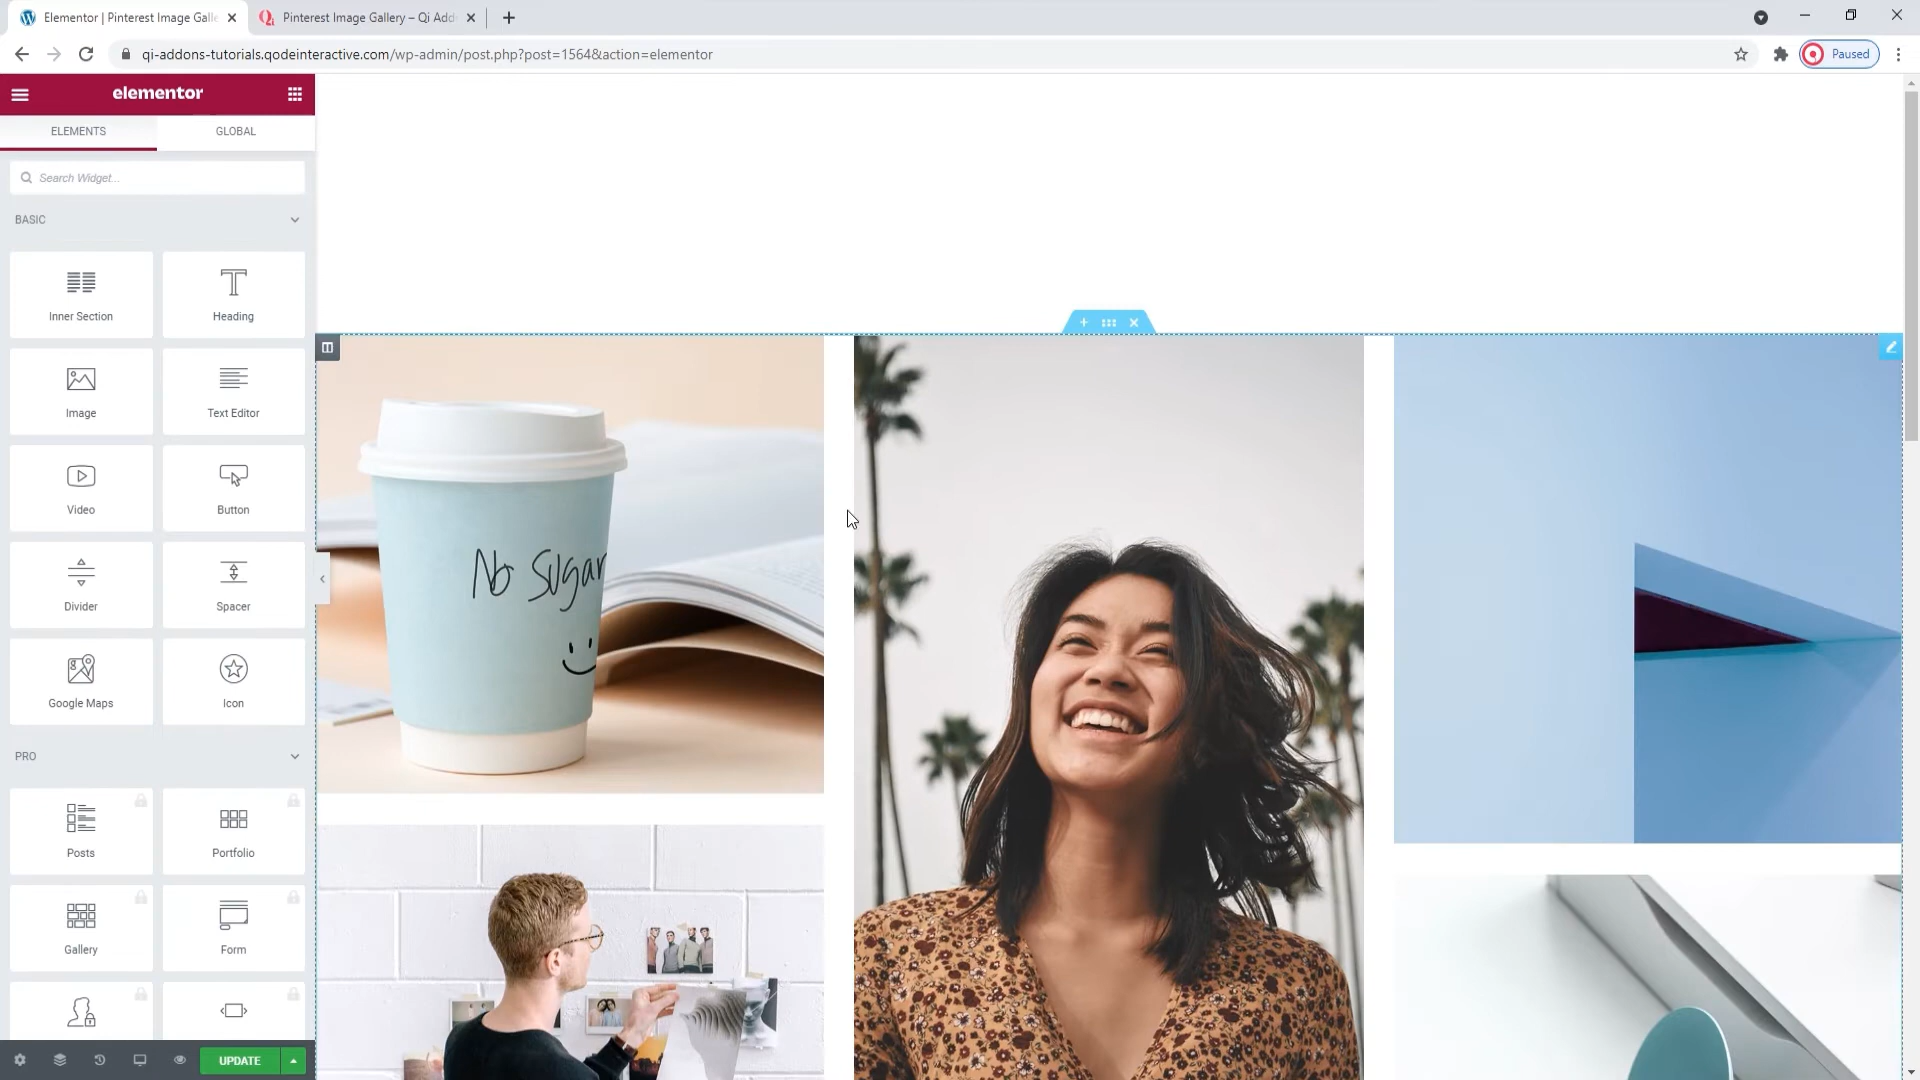 Elementor | Pinterest Image Galle
Pinterest Image Gallery – Qi Add
qi-addons-tutorials.qodeinteractive.com/wp-admin/post.php?post=1564&action=elementor
Paused
elementor
ELEMENTS
GLOBAL
Search Widget...
BASIC
Inner Section
Heading
Image
Text Editor
Video
Button
Divider
Spacer
Google Maps
Icon
PRO
Posts
Portfolio
Gallery
Form
UPDATE
No Sugar